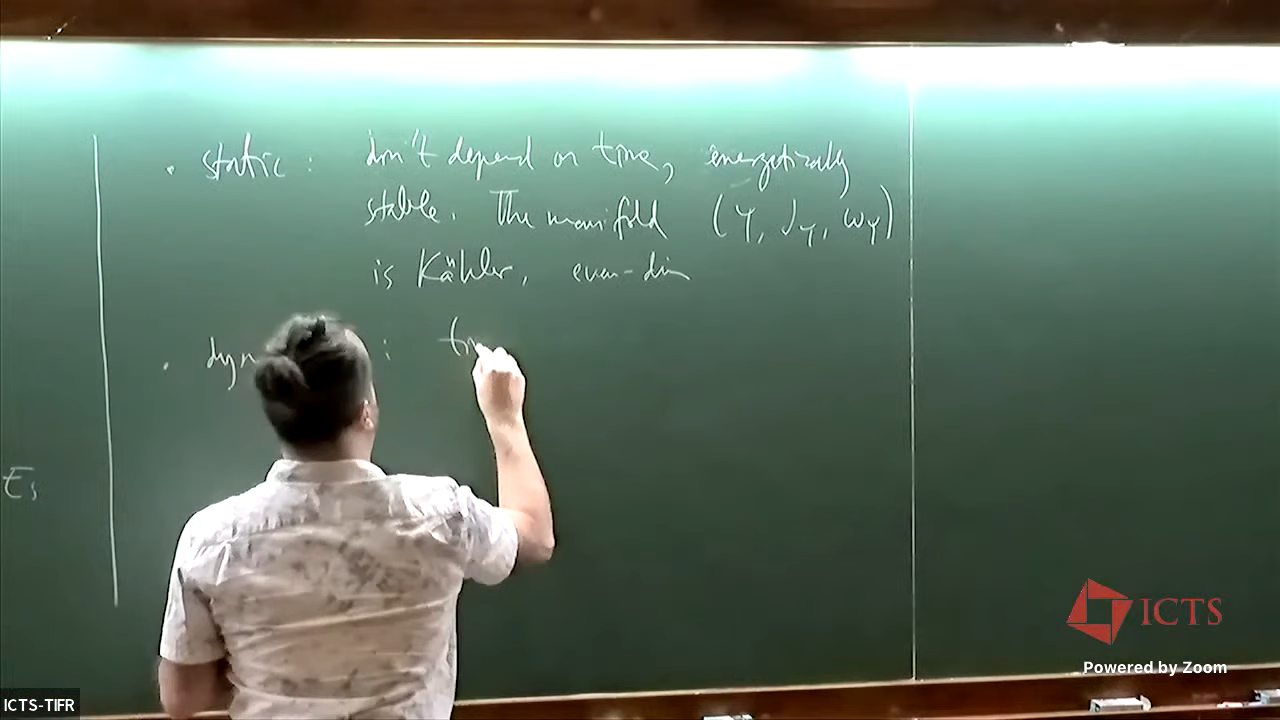 • static : don't depend on time, energetically
stable. The manifold (Y, J_Y, ω_Y)
is Kähler, even-dim
• dyn :
E_s
ICTS
Powered by Zoom
ICTS-TIFR